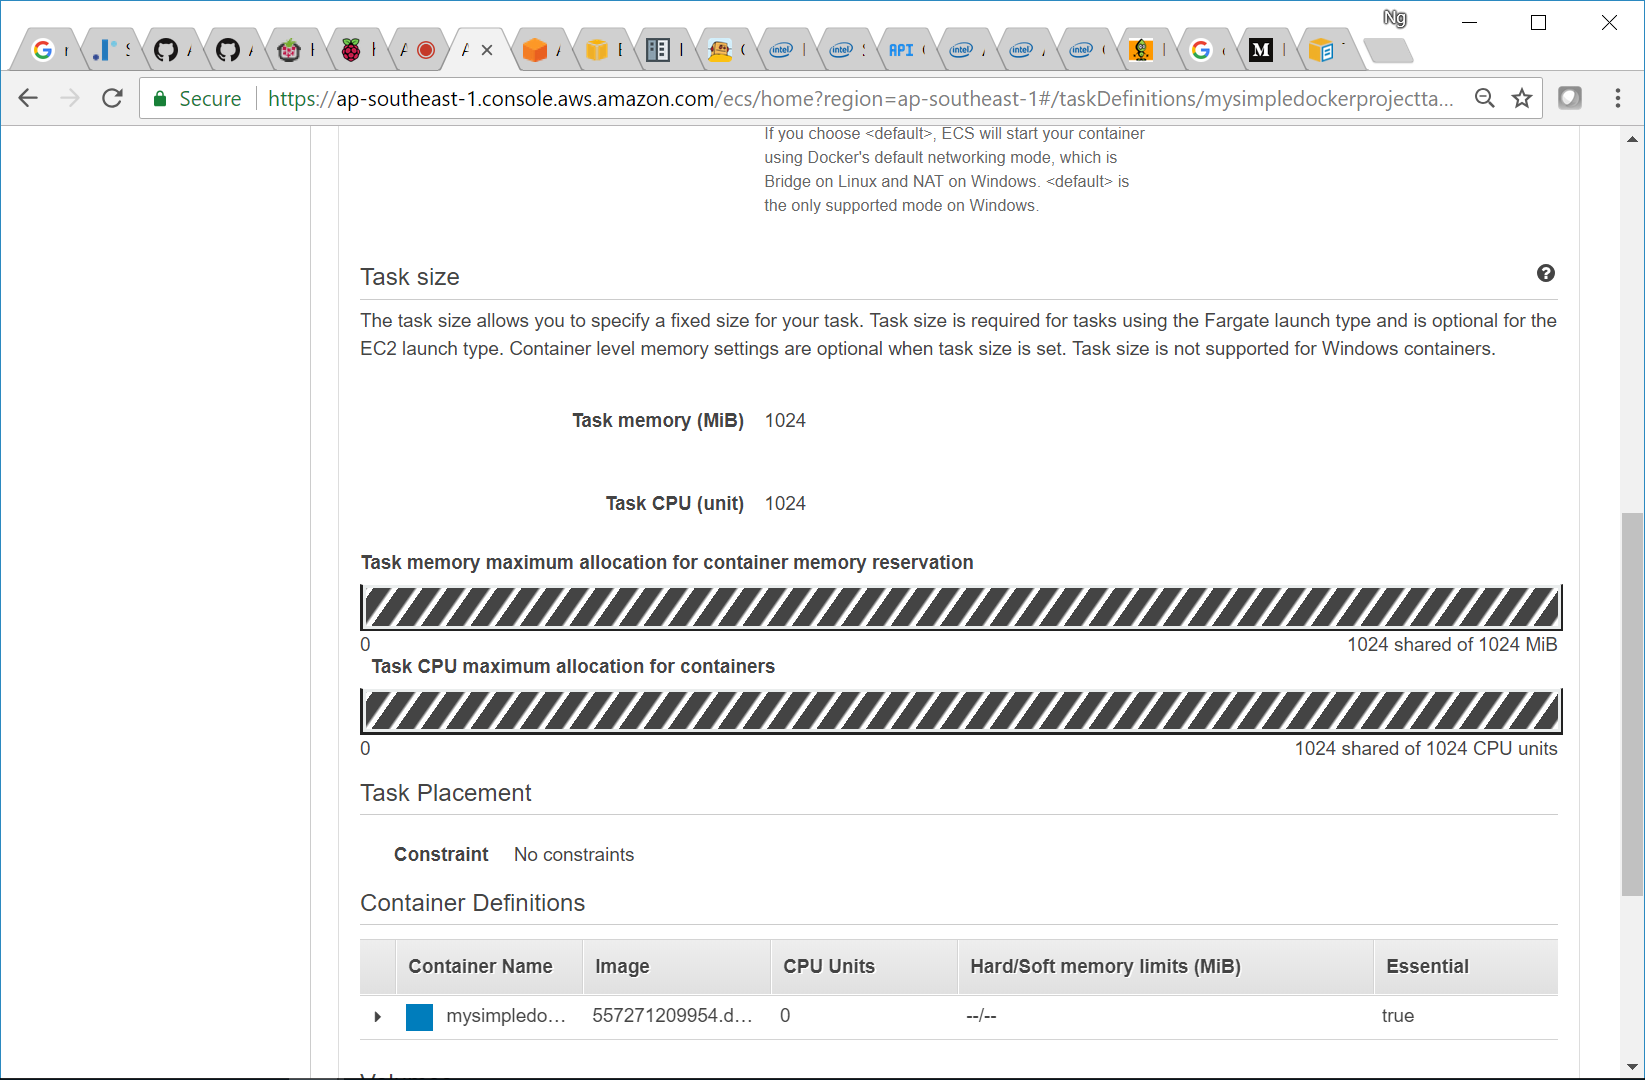 Ng
Secure
https://ap-southeast-1.console.aws.amazon.com/ecs/home?region=ap-southeast-1#/taskDefinitions/mysimpledockerprojectta...
If you choose <default>, ECS will start your container
using Docker's default networking mode, which is
Bridge on Linux and NAT on Windows. <default> is
the only supported mode on Windows.
Task size
The task size allows you to specify a fixed size for your task. Task size is required for tasks using the Fargate launch type and is optional for the
EC2 launch type. Container level memory settings are optional when task size is set. Task size is not supported for Windows containers.
Task memory (MiB) 1024
Task CPU (unit) 1024
Task memory maximum allocation for container memory reservation
0 1024 shared of 1024 MiB
Task CPU maximum allocation for containers
0 1024 shared of 1024 CPU units
Task Placement
Constraint No constraints
Container Definitions
Container Name Image CPU Units Hard/Soft memory limits (MiB) Essential
mysimpledo... 557271209954.d... 0 --/-- true